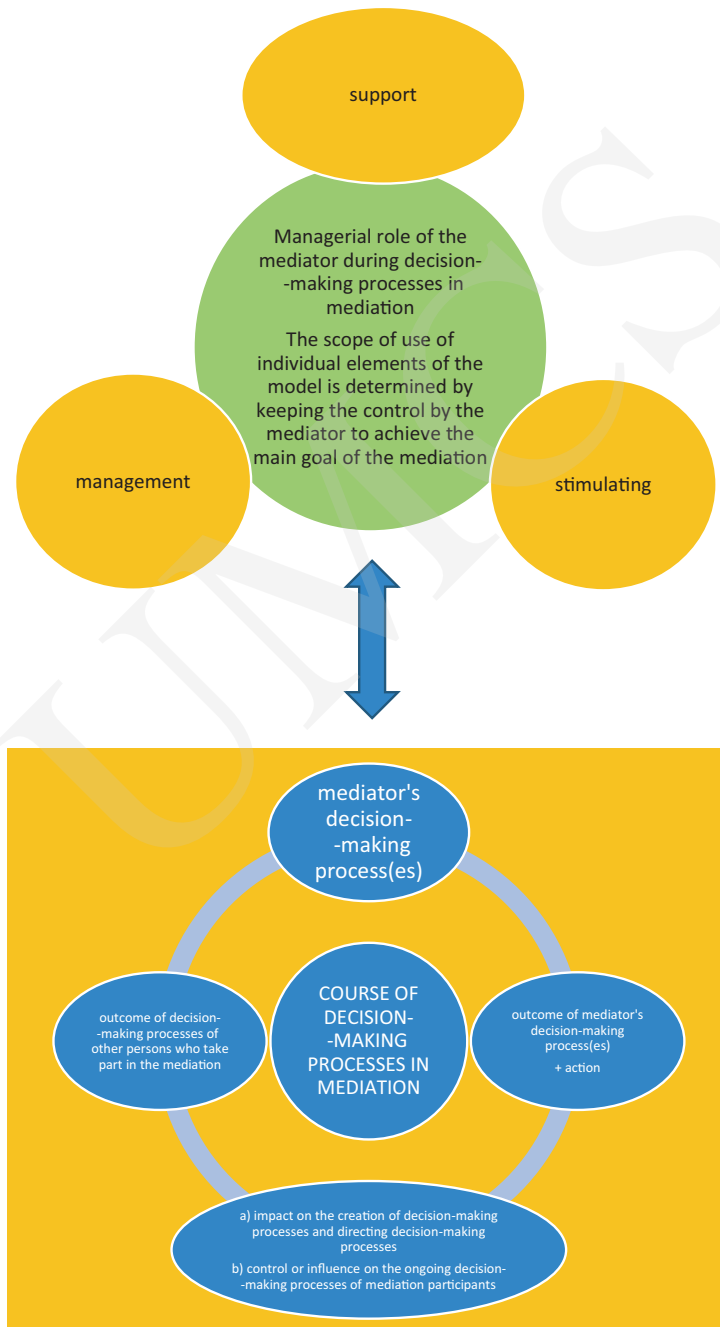 support
Managerial role of the
mediator during decision-
-making processes in
mediation
The scope of use of
individual elements of the
model is determined by
keeping the control by the
mediator to achieve the
main goal of the mediation
management
stimulating
mediator's
decision-
-making
process(es)
outcome of decision-
-making processes of
other persons who take
part in the mediation
COURSE OF
DECISION-
-MAKING
PROCESSES IN
MEDIATION
outcome of mediator's
decision-making
process(es)
+ action
a) impact on the creation of decision-making
processes and directing decision-making
processes
b) control or influence on the ongoing decision-
-making processes of mediation participants
UMCS